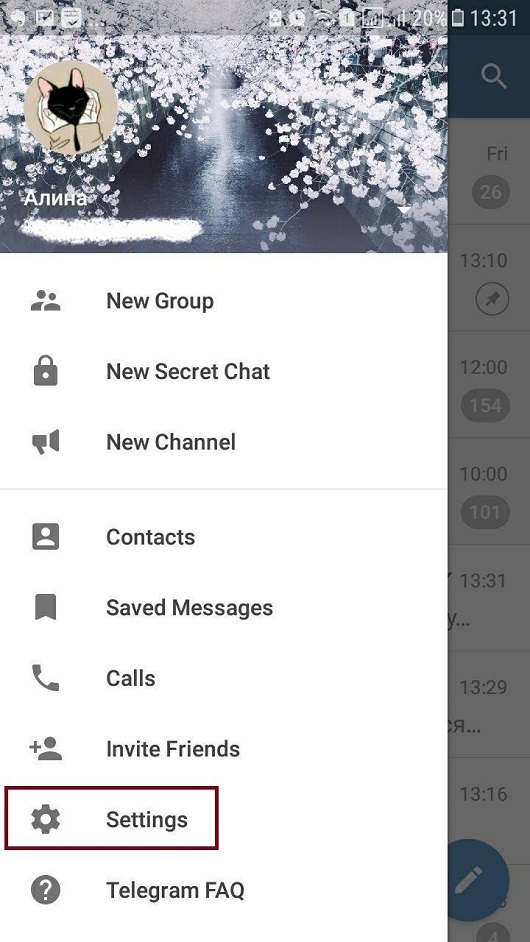 20% 13:31
Алина
New Group
New Secret Chat
New Channel
Contacts
Saved Messages
Calls
Invite Friends
Settings
Telegram FAQ
Fri
26
13:10
12:00
154
10:00
101
13:31
у...
13:29
ся...
13:16
4